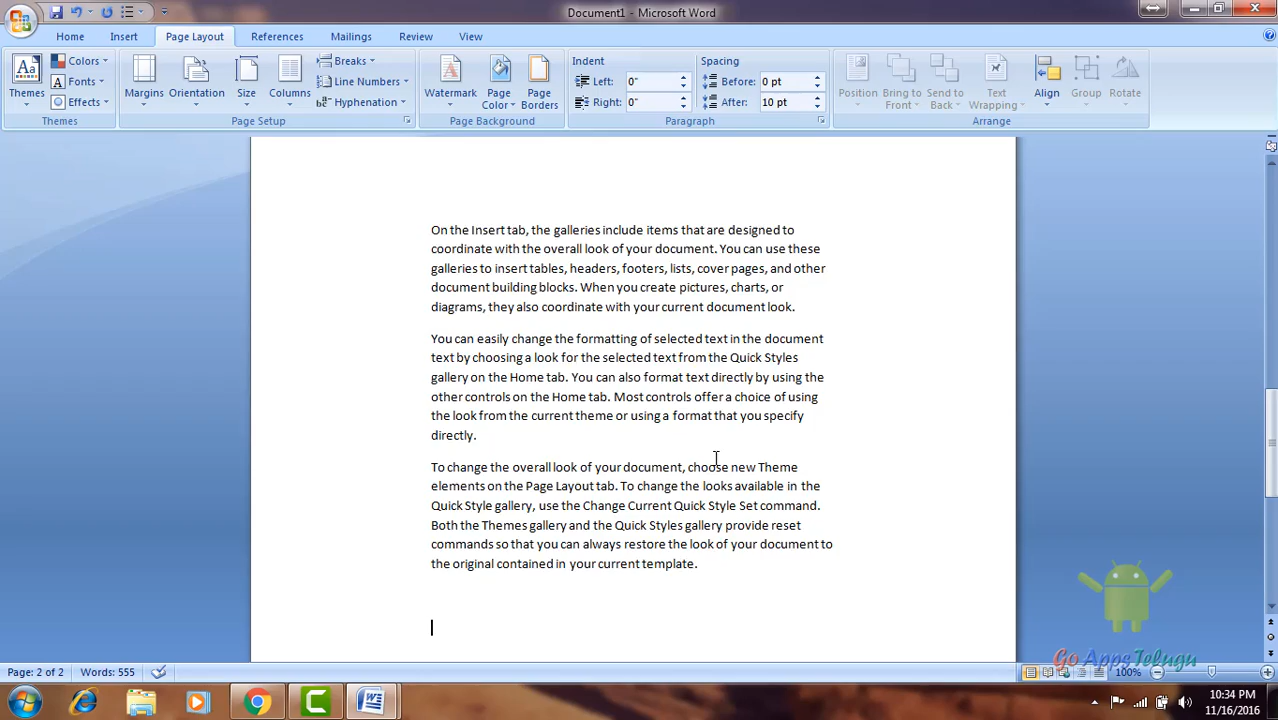 Document1 - Microsoft Word
Home Insert Page Layout References Mailings Review View
Themes Colors Fonts Effects
Themes
Margins Orientation Size Columns Breaks Line Numbers Hyphenation
Page Setup
Watermark Page Color Page Borders
Page Background
Indent Spacing
Left: 0" Before: 0 pt
Right: 0" After: 10 pt
Paragraph
Position Bring to Front Send to Back Text Wrapping Align Group Rotate
Arrange
On the Insert tab, the galleries include items that are designed to
coordinate with the overall look of your document. You can use these
galleries to insert tables, headers, footers, lists, cover pages, and other
document building blocks. When you create pictures, charts, or
diagrams, they also coordinate with your current document look.
You can easily change the formatting of selected text in the document
text by choosing a look for the selected text from the Quick Styles
gallery on the Home tab. You can also format text directly by using the
other controls on the Home tab. Most controls offer a choice of using
the look from the current theme or using a format that you specify
directly.
To change the overall look of your document, choose new Theme
elements on the Page Layout tab. To change the looks available in the
Quick Style gallery, use the Change Current Quick Style Set command.
Both the Themes gallery and the Quick Styles gallery provide reset
commands so that you can always restore the look of your document to
the original contained in your current template.
Go Apps Telugu
Page: 2 of 2 Words: 555 100%
10:34 PM
11/16/2016